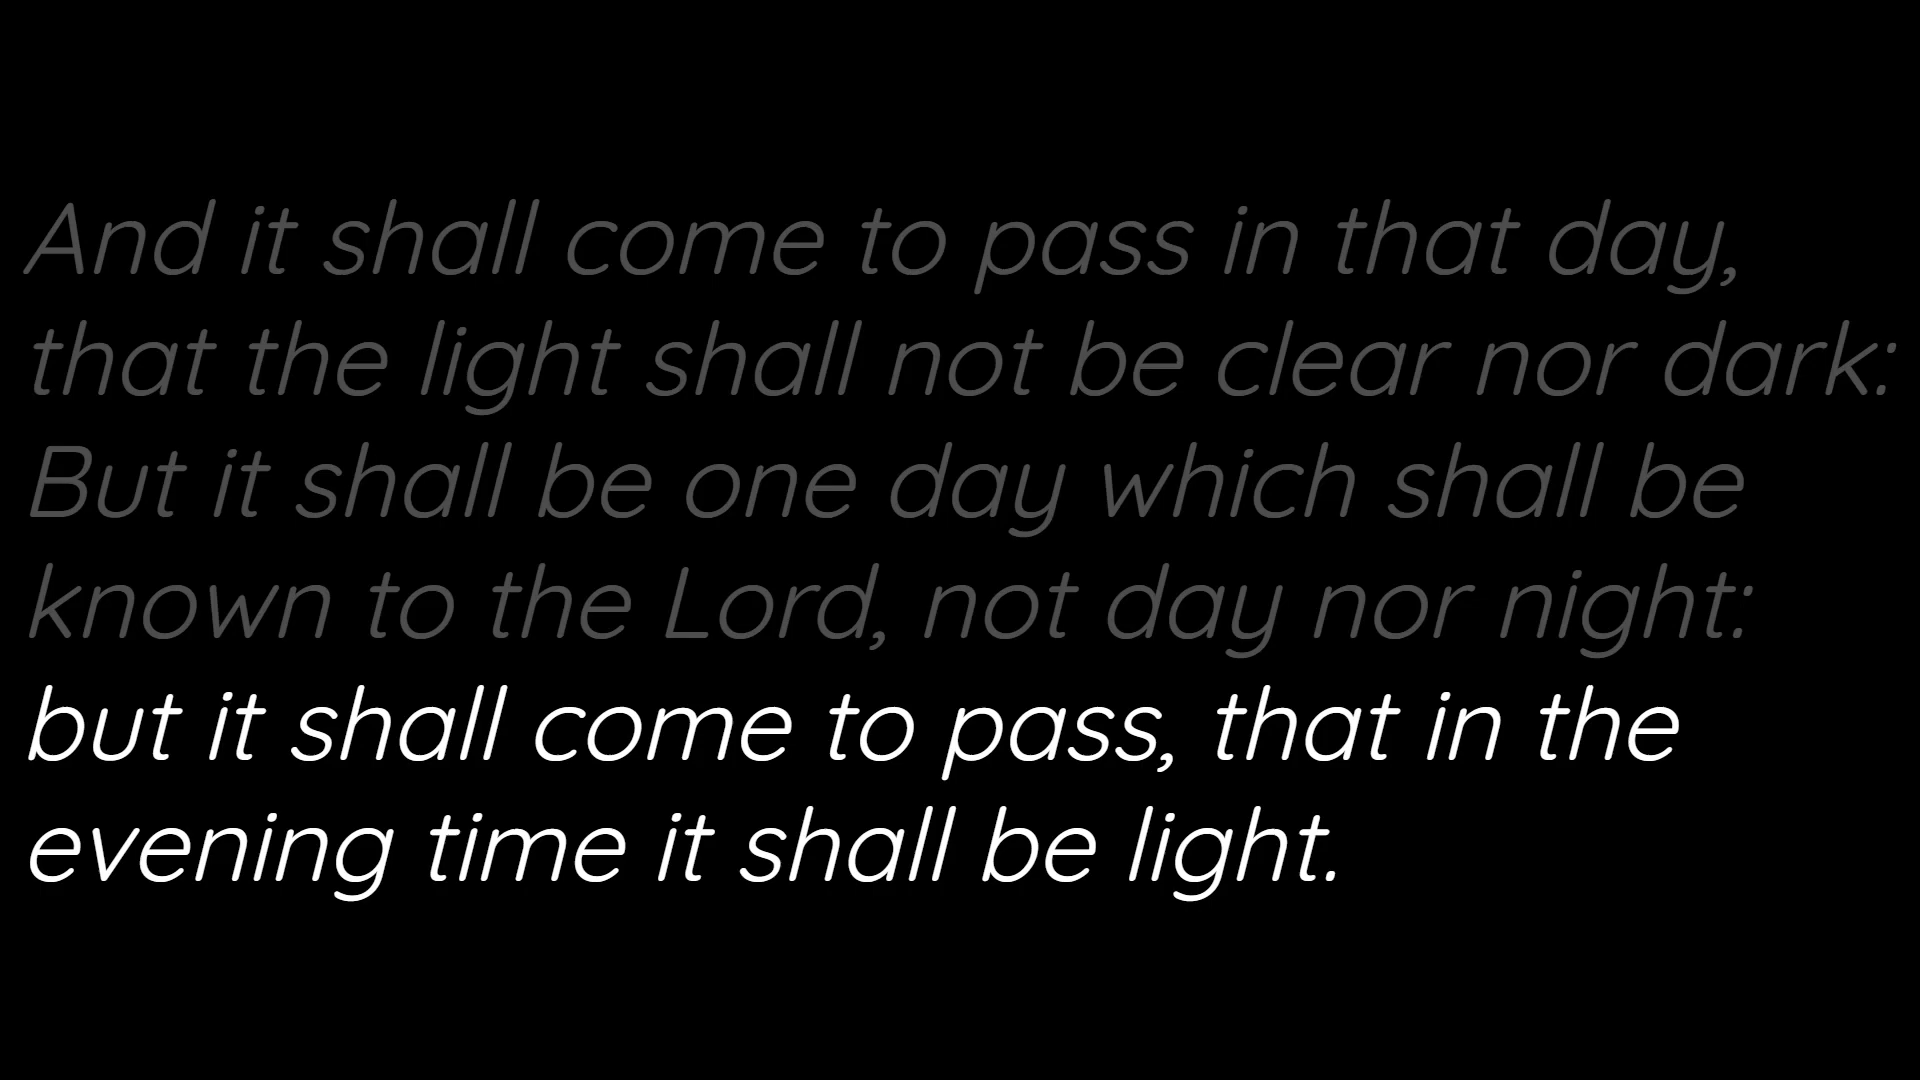 And it shall come to pass in that day,
that the light shall not be clear nor dark:
But it shall be one day which shall be
known to the Lord, not day nor night:
but it shall come to pass, that in the
evening time it shall be light.